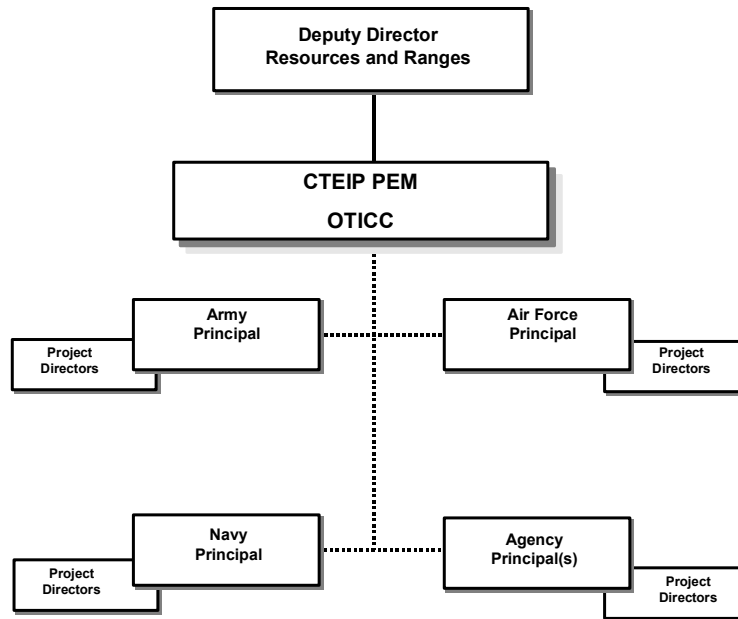 Deputy Director
Resources and Ranges
CTEIP PEM
OTICC
Army
Principal
Air Force
Principal
Project
Directors
Project
Directors
Navy
Principal
Agency
Principal(s)
Project
Directors
Project
Directors